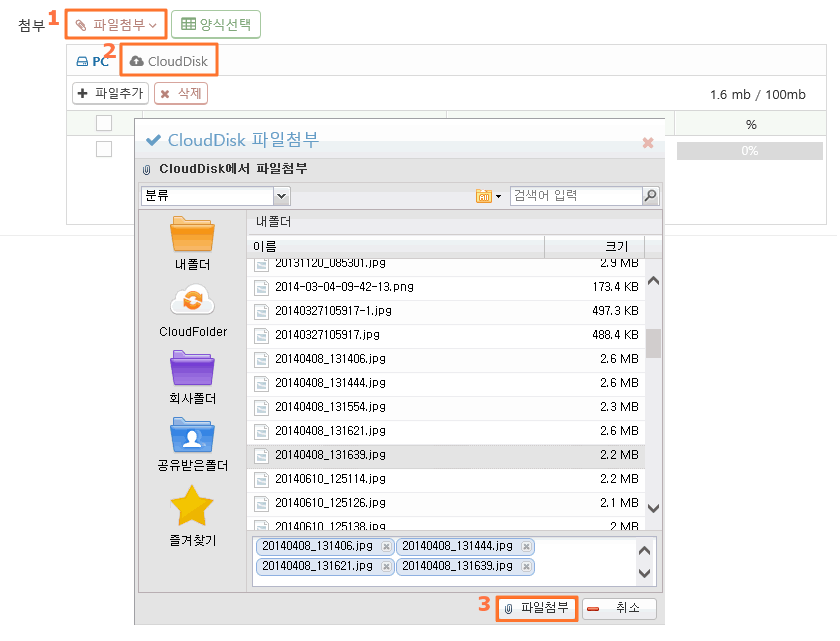 첨부 1 파일첨부 양식선택
PC 2 CloudDisk
파일추가 삭제 1.6 mb / 100mb
%
0%
CloudDisk 파일첨부
CloudDisk에서 파일첨부
분류 검색어 입력
내폴더
CloudFolder
회사폴더
공유받은폴더
즐겨찾기
내폴더
이름 크기
20131120_085301.jpg 2.9 MB
2014-03-04-09-42-13.png 173.4 KB
20140327105917-1.jpg 497.3 KB
20140327105917.jpg 488.4 KB
20140408_131406.jpg 2.6 MB
20140408_131444.jpg 2.6 MB
20140408_131554.jpg 2.3 MB
20140408_131621.jpg 2.6 MB
20140408_131639.jpg 2.2 MB
20140610_125114.jpg 2.2 MB
20140610_125126.jpg 2.1 MB
20140610_125138.jpg 2 MB
20140408_131406.jpg 20140408_131444.jpg
20140408_131621.jpg 20140408_131639.jpg
3 파일첨부 취소